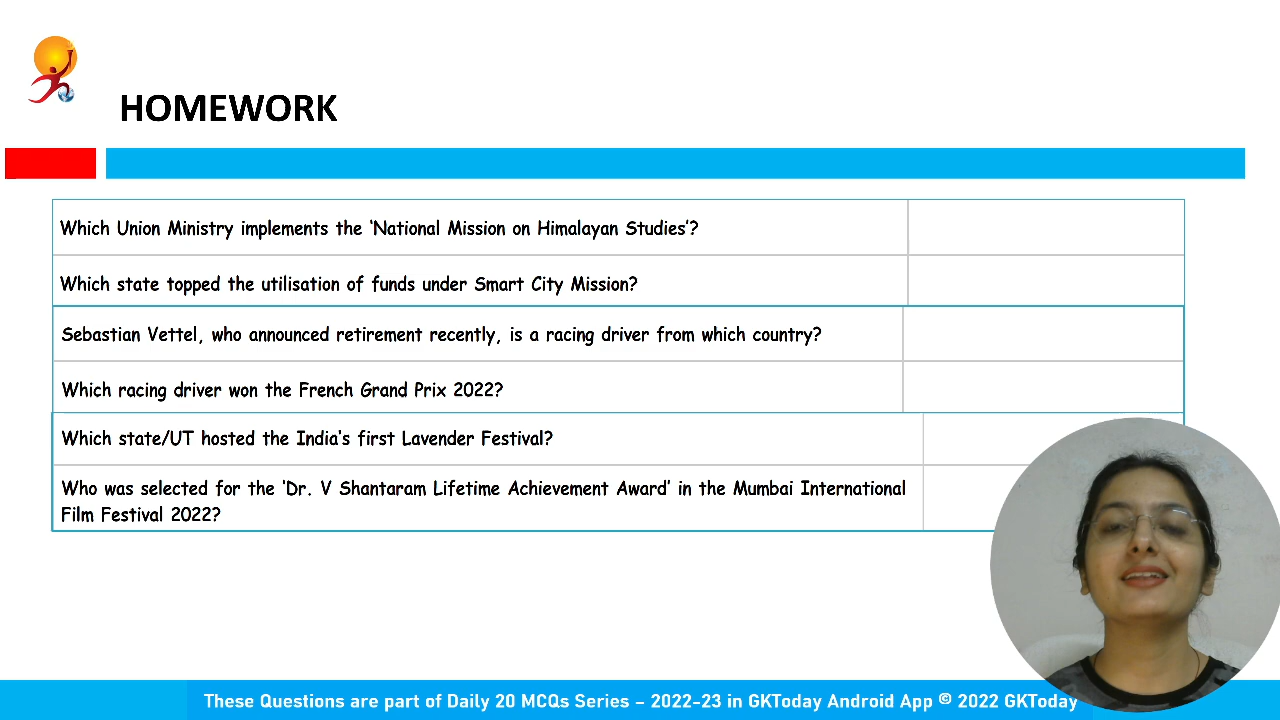 HOMEWORK
Which Union Ministry implements the ‘National Mission on Himalayan Studies’?
Which state topped the utilisation of funds under Smart City Mission?
Sebastian Vettel, who announced retirement recently, is a racing driver from which country?
Which racing driver won the French Grand Prix 2022?
Which state/UT hosted the India's first Lavender Festival?
Who was selected for the ‘Dr. V Shantaram Lifetime Achievement Award’ in the Mumbai International
Film Festival 2022?
These Questions are part of Daily 20 MCQs Series – 2022-23 in GKToday Android App © 2022 GKToday